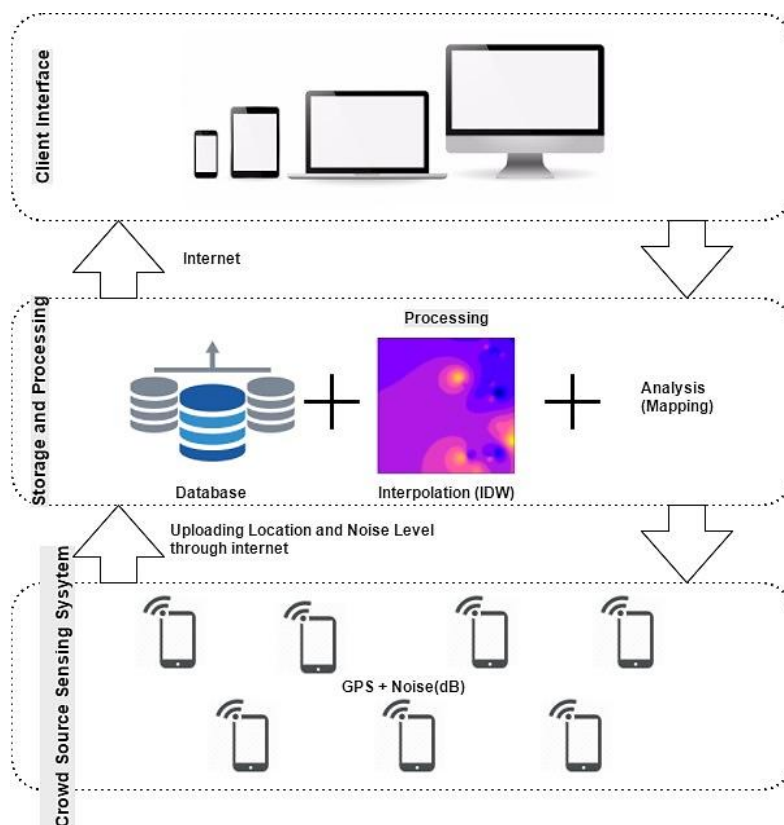 Client Interface
Internet
Storage and Processing
Processing
Database
Interpolation (IDW)
Analysis
(Mapping)
Uploading Location and Noise Level
through internet
Crowd Source Sensing Sysytem
GPS + Noise(dB)